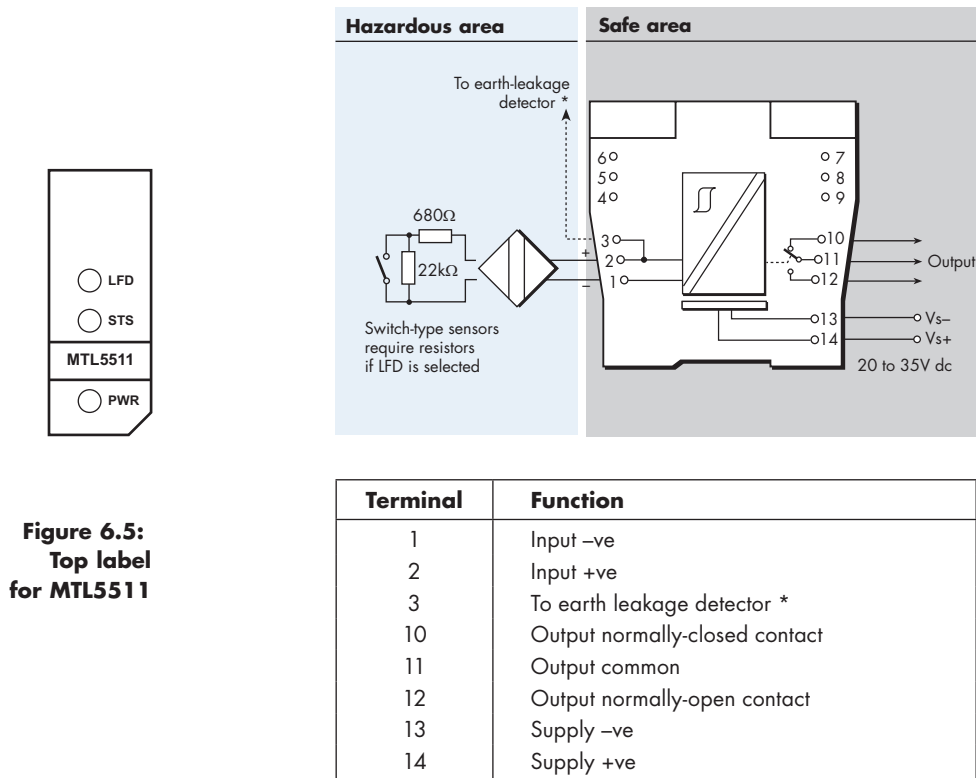 Hazardous area
Safe area
To earth-leakage
detector *
6
5
4
3
2
1
7
8
9
10
11
12
13
14
+
–
680Ω
22kΩ
Switch-type sensors
require resistors
if LFD is selected
Output
Vs–
Vs+
20 to 35V dc
LFD
STS
MTL5511
PWR
Figure 6.5:
Top label
for MTL5511
Terminal Function
1 Input –ve
2 Input +ve
3 To earth leakage detector *
10 Output normally-closed contact
11 Output common
12 Output normally-open contact
13 Supply –ve
14 Supply +ve